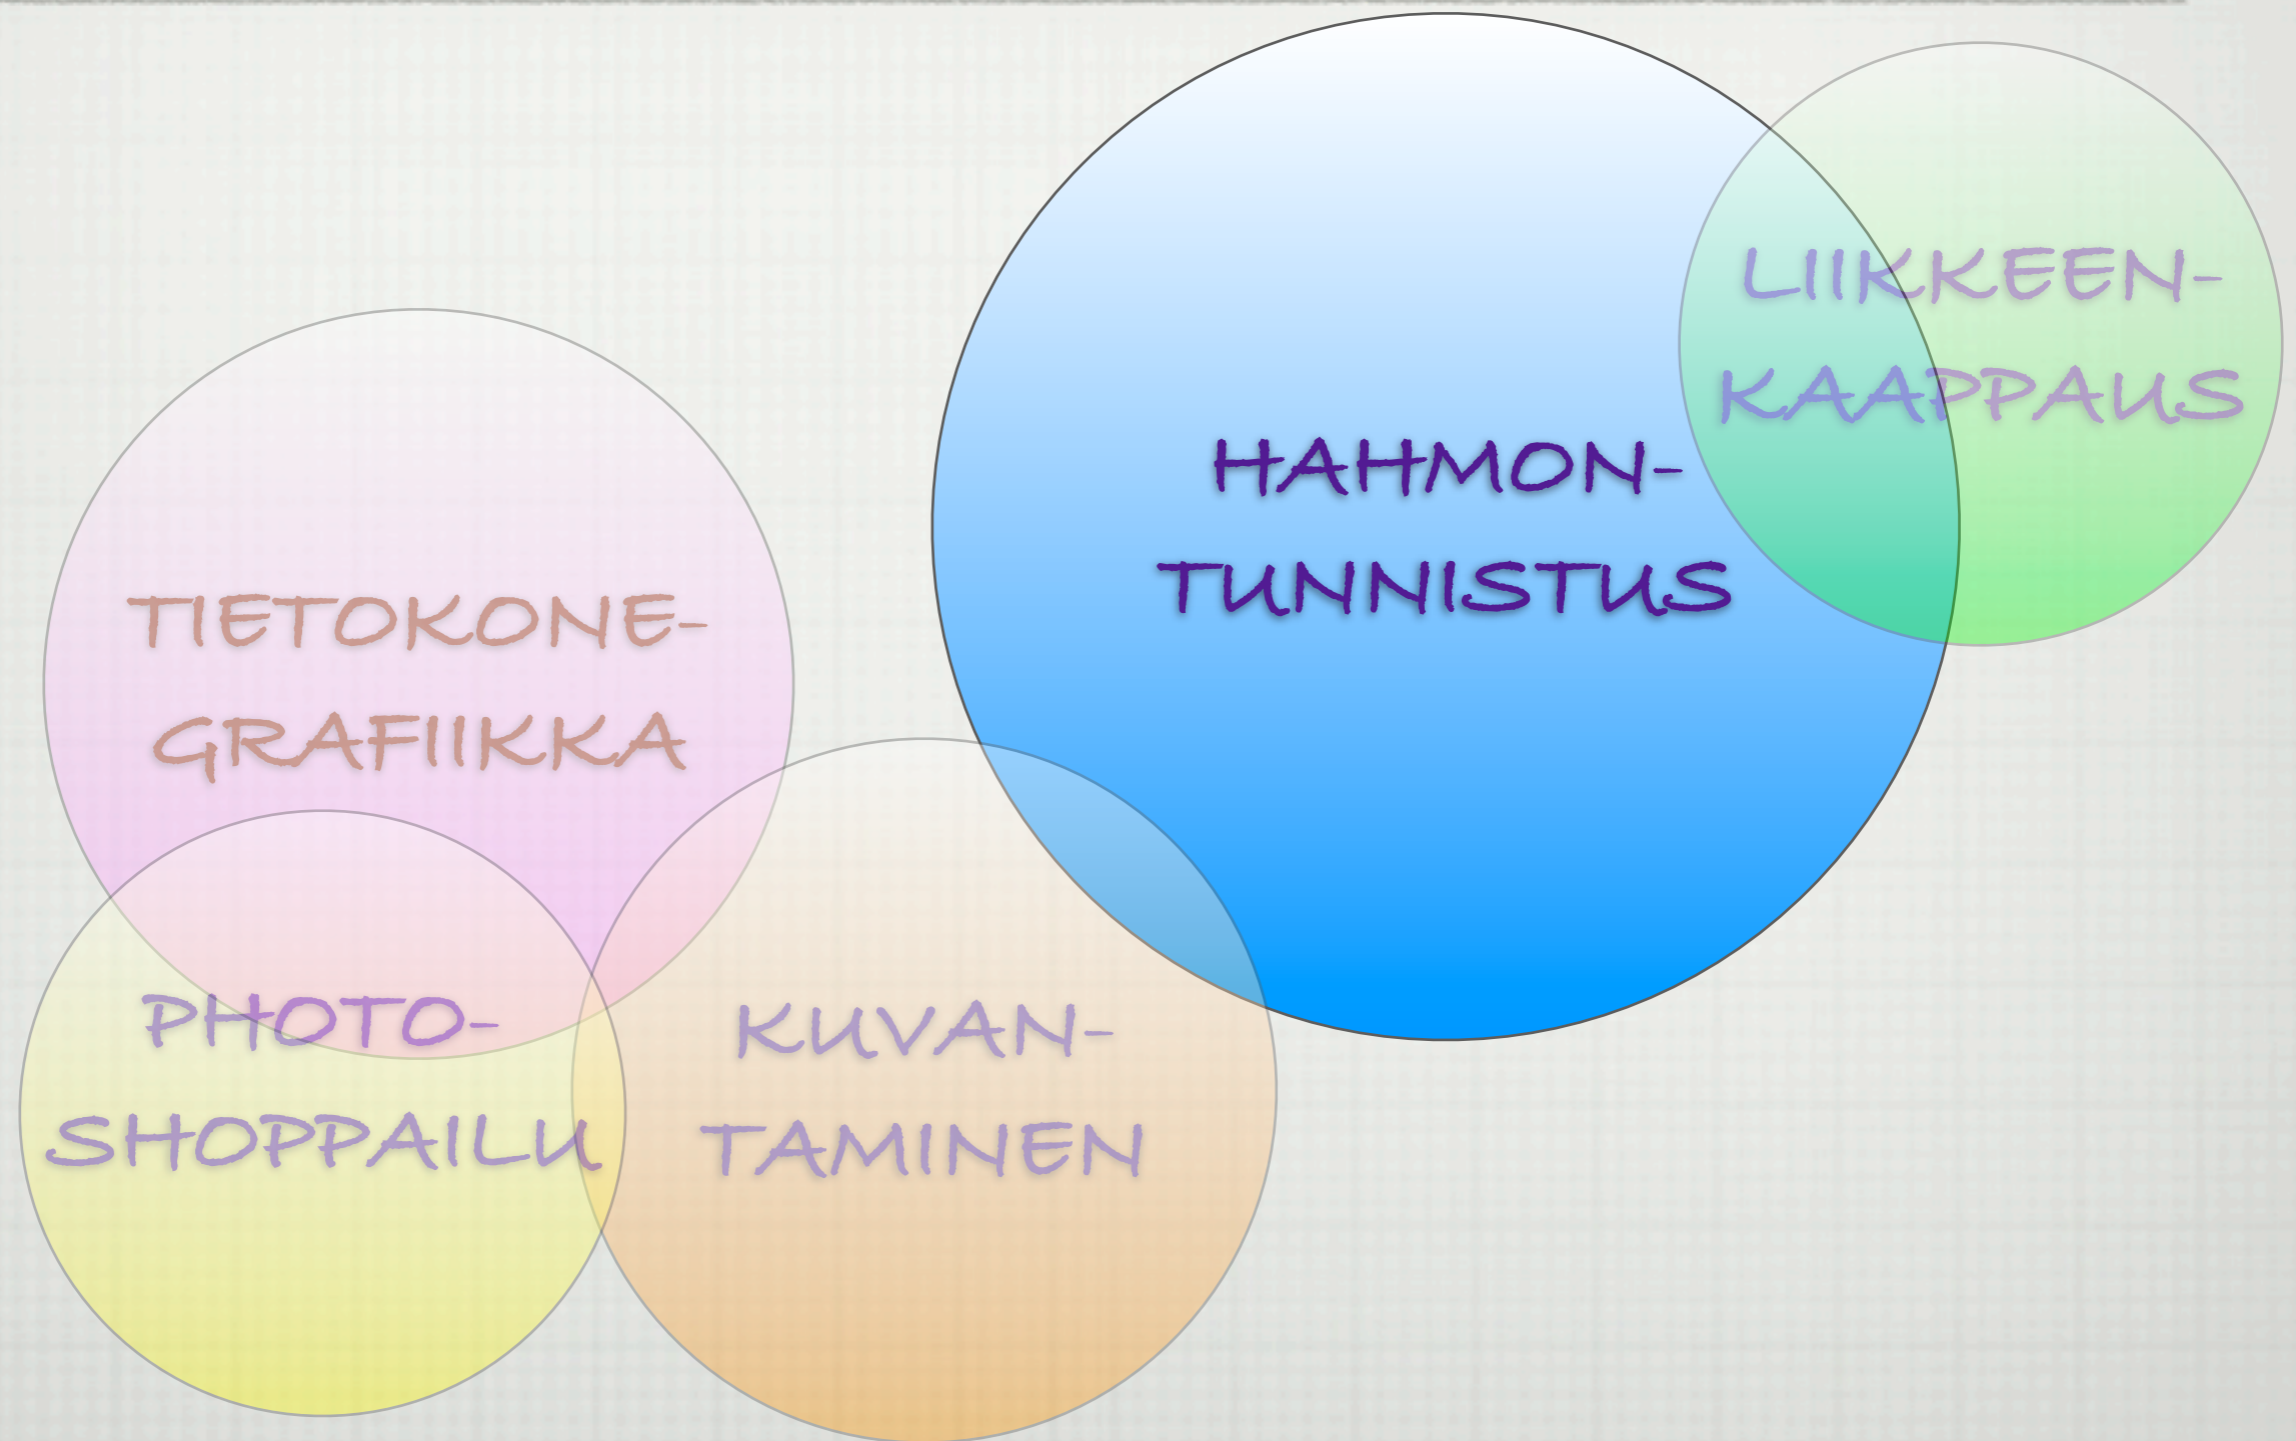 LIIKKEEN-
KAAPPAUS
HAHMON-
TUNNISTUS
TIETOKONE-
GRAFIIKKA
PHOTO-
SHOPPAILU
KUVAN-
TAMINEN